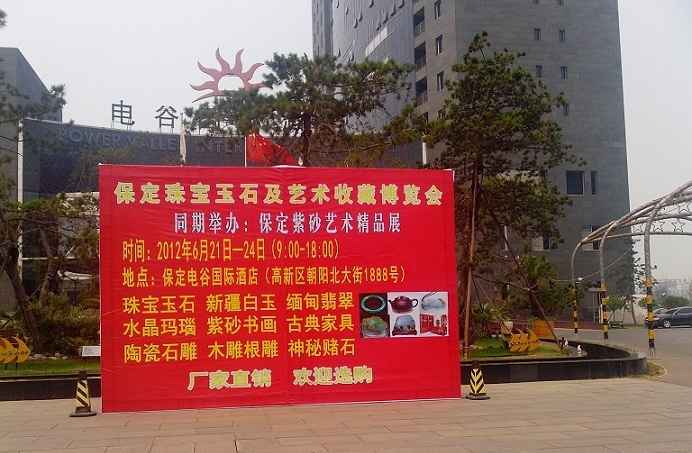 电谷
POWER VALLEY INTER
保定珠宝玉石及艺术收藏博览会
同期举办：保定紫砂艺术精品展
时间：2012年6月21日—24日（9:00-18:00）
地点：保定电谷国际酒店（高新区朝阳北大街1888号）
珠宝玉石 新疆白玉 缅甸翡翠
水晶玛瑙 紫砂书画 古典家具
陶瓷石雕 木雕根雕 神秘赌石
厂家直销 欢迎选购